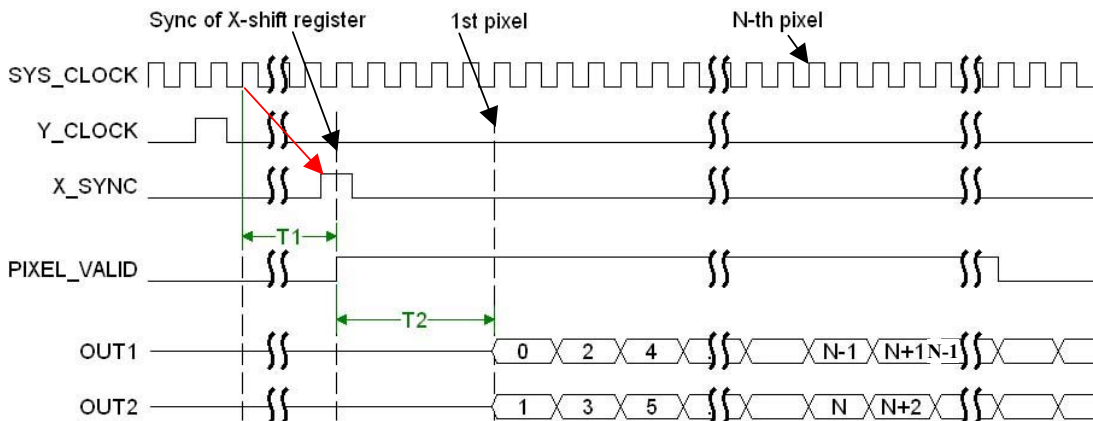 Sync of X-shift register 1st pixel N-th pixel
SYS_CLOCK
Y_CLOCK
X_SYNC
T1
PIXEL_VALID
T2
OUT1 0 2 4 . N-1 N+1 N-1
OUT2 1 3 5 . N N+2